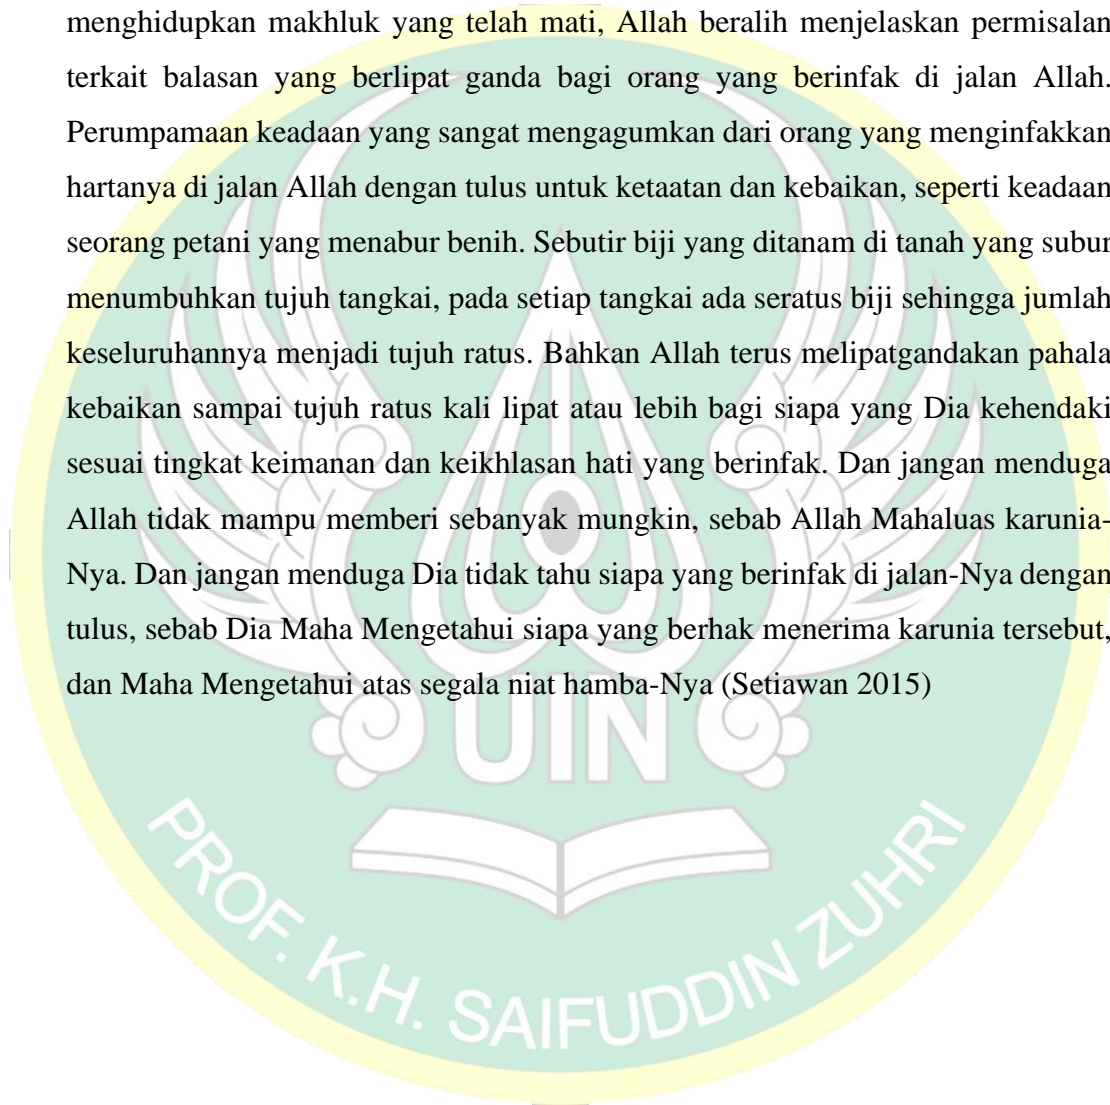 menghidupkan makhluk yang telah mati, Allah beralih menjelaskan permisalan
terkait balasan yang berlipat ganda bagi orang yang berinfak di jalan Allah.
Perumpamaan keadaan yang sangat mengagumkan dari orang yang menginfakkan
hartanya di jalan Allah dengan tulus untuk ketaatan dan kebaikan, seperti keadaan
seorang petani yang menabur benih. Sebutir biji yang ditanam di tanah yang subur
menumbuhkan tujuh tangkai, pada setiap tangkai ada seratus biji sehingga jumlah
keseluruhannya menjadi tujuh ratus. Bahkan Allah terus melipatgandakan pahala
kebaikan sampai tujuh ratus kali lipat atau lebih bagi siapa yang Dia kehendaki
sesuai tingkat keimanan dan keikhlasan hati yang berinfak. Dan jangan menduga
Allah tidak mampu memberi sebanyak mungkin, sebab Allah Mahaluas karunia-
Nya. Dan jangan menduga Dia tidak tahu siapa yang berinfak di jalan-Nya dengan
tulus, sebab Dia Maha Mengetahui siapa yang berhak menerima karunia tersebut,
dan Maha Mengetahui atas segala niat hamba-Nya (Setiawan 2015)
UIN
PROF. K.H. SAIFUDDIN ZUHRI